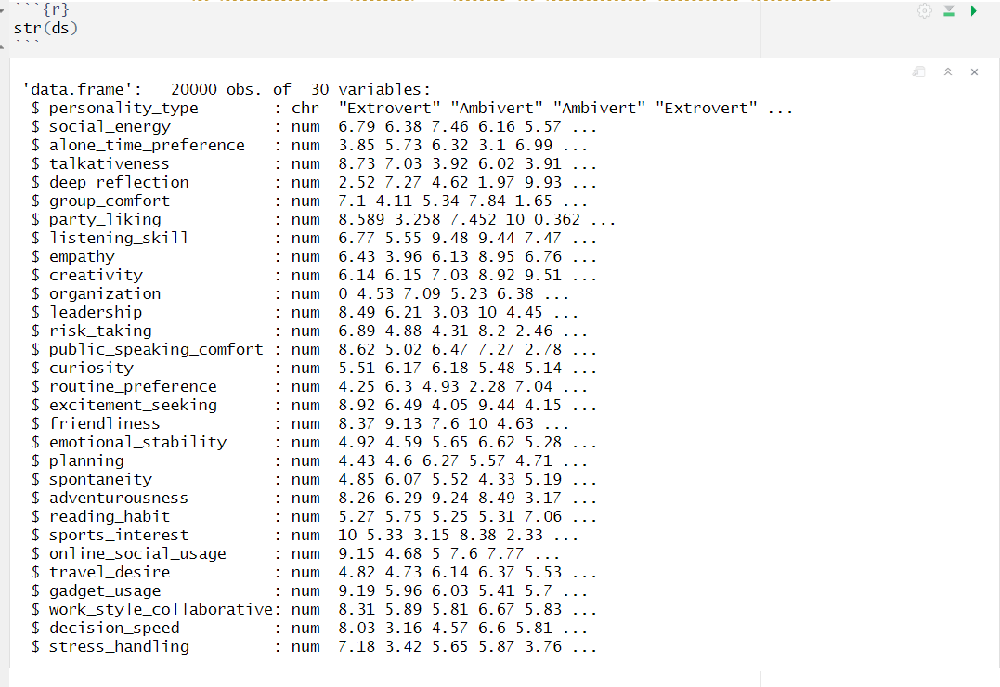 ```{r}
str(ds)
```
'data.frame':   20000 obs. of  30 variables:
 $ personality_type         : chr  "Extrovert" "Ambivert" "Ambivert" "Extrovert" ...
 $ social_energy            : num  6.79 6.38 7.46 6.16 5.57 ...
 $ alone_time_preference    : num  3.85 5.73 6.32 3.1 6.99 ...
 $ talkativeness            : num  8.73 7.03 3.92 6.02 3.91 ...
 $ deep_reflection          : num  2.52 7.27 4.62 1.97 9.93 ...
 $ group_comfort            : num  7.1 4.11 5.34 7.84 1.65 ...
 $ party_liking             : num  8.589 3.258 7.452 10 0.362 ...
 $ listening_skill          : num  6.77 5.55 9.48 9.44 7.47 ...
 $ empathy                  : num  6.43 3.96 6.13 8.95 6.76 ...
 $ creativity               : num  6.14 6.15 7.03 8.92 9.51 ...
 $ organization             : num  0 4.53 7.09 5.23 6.38 ...
 $ leadership               : num  8.49 6.21 3.03 10 4.45 ...
 $ risk_taking              : num  6.89 4.88 4.31 8.2 2.46 ...
 $ public_speaking_comfort  : num  8.62 5.02 6.47 7.27 2.78 ...
 $ curiosity                : num  5.51 6.17 6.18 5.48 5.14 ...
 $ routine_preference       : num  4.25 6.3 4.93 2.28 7.04 ...
 $ excitement_seeking       : num  8.92 6.49 4.05 9.44 4.15 ...
 $ friendliness             : num  8.37 9.13 7.6 10 4.63 ...
 $ emotional_stability      : num  4.92 4.59 5.65 6.62 5.28 ...
 $ planning                 : num  4.43 4.6 6.27 5.57 4.71 ...
 $ spontaneity              : num  4.85 6.07 5.52 4.33 5.19 ...
 $ adventurousness          : num  8.26 6.29 9.24 8.49 3.17 ...
 $ reading_habit            : num  5.27 5.75 5.25 5.31 7.06 ...
 $ sports_interest          : num  10 5.33 3.15 8.38 2.33 ...
 $ online_social_usage      : num  9.15 4.68 5 7.6 7.77 ...
 $ travel_desire            : num  4.82 4.73 6.14 6.37 5.53 ...
 $ gadget_usage             : num  9.19 5.96 6.03 5.41 5.7 ...
 $ work_style_collaborative: num  8.31 5.89 5.81 6.67 5.83 ...
 $ decision_speed           : num  8.03 3.16 4.57 6.6 5.81 ...
 $ stress_handling          : num  7.18 3.42 5.65 5.87 3.76 ...